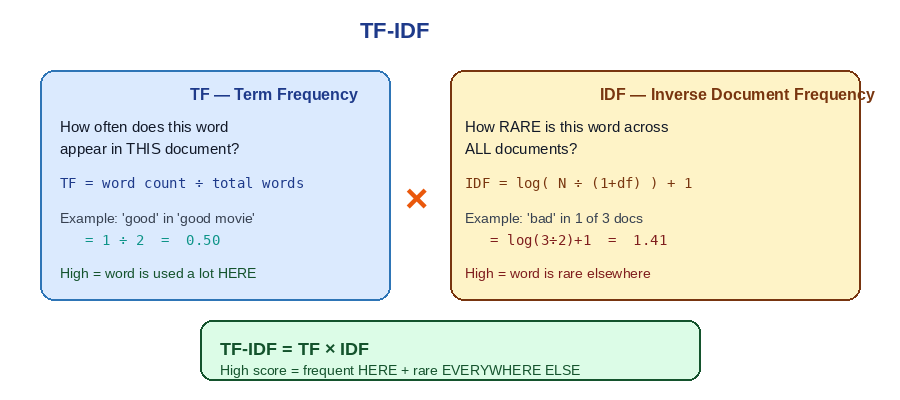 TF-IDF
TF — Term Frequency
How often does this word
appear in THIS document?
TF = word count ÷ total words
Example: 'good' in 'good movie'
= 1 ÷ 2 = 0.50
High = word is used a lot HERE
×
IDF — Inverse Document Frequency
How RARE is this word across
ALL documents?
IDF = log( N ÷ (1+df) ) + 1
Example: 'bad' in 1 of 3 docs
= log(3÷2)+1 = 1.41
High = word is rare elsewhere
TF-IDF = TF × IDF
High score = frequent HERE + rare EVERYWHERE ELSE